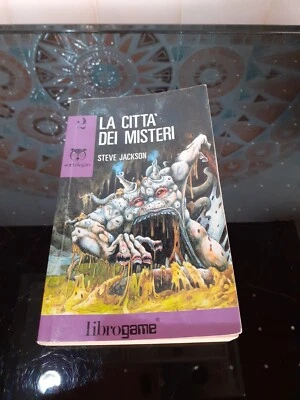 2
LA CITTA'
DEI MISTERI
STEVE JACKSON
librogame